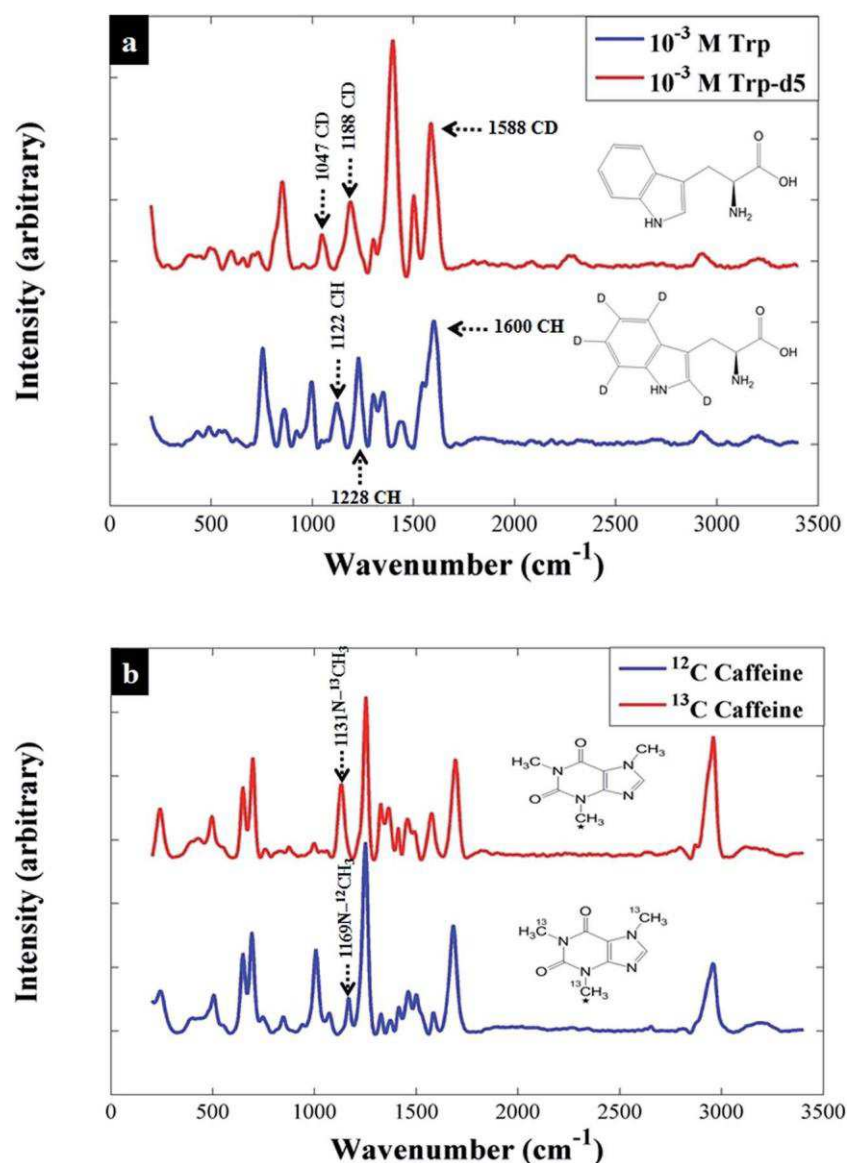 a
10⁻³ M Trp
10⁻³ M Trp-d5
1047 CD
1188 CD
1588 CD
O
OH
NH₂
HN
1122 CH
1600 CH
D
D
D
D
D
O
OH
NH₂
HN
1228 CH
Intensity (arbitrary)
0 500 1000 1500 2000 2500 3000 3500
Wavenumber (cm⁻¹)
b
¹²C Caffeine
¹³C Caffeine
1131N–¹³CH₃
O
CH₃
H₃C
N
N
O
N
N
CH₃
*
1169N–¹²CH₃
O
13
CH₃
13
H₃C
N
N
O
N
N
13
CH₃
*
Intensity (arbitrary)
0 500 1000 1500 2000 2500 3000 3500
Wavenumber (cm⁻¹)